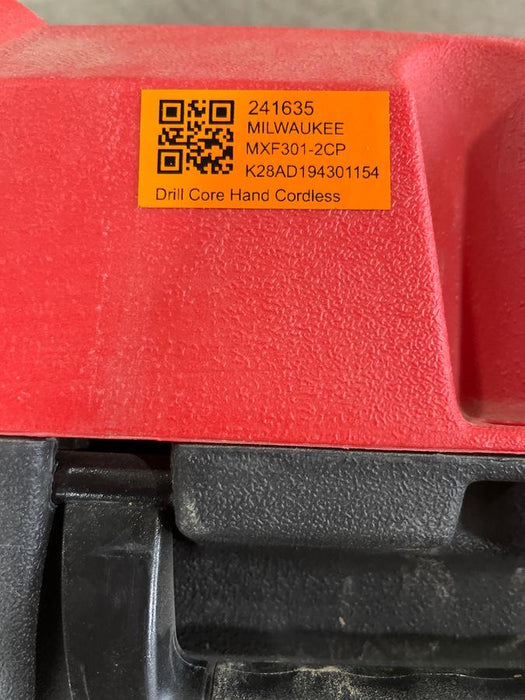 241635
MILWAUKEE
MXF301-2CP
K28AD194301154
Drill Core Hand Cordless